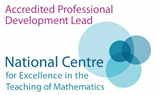 Accredited Professional
Development Lead
National Centre
for Excellence in the
Teaching of Mathematics